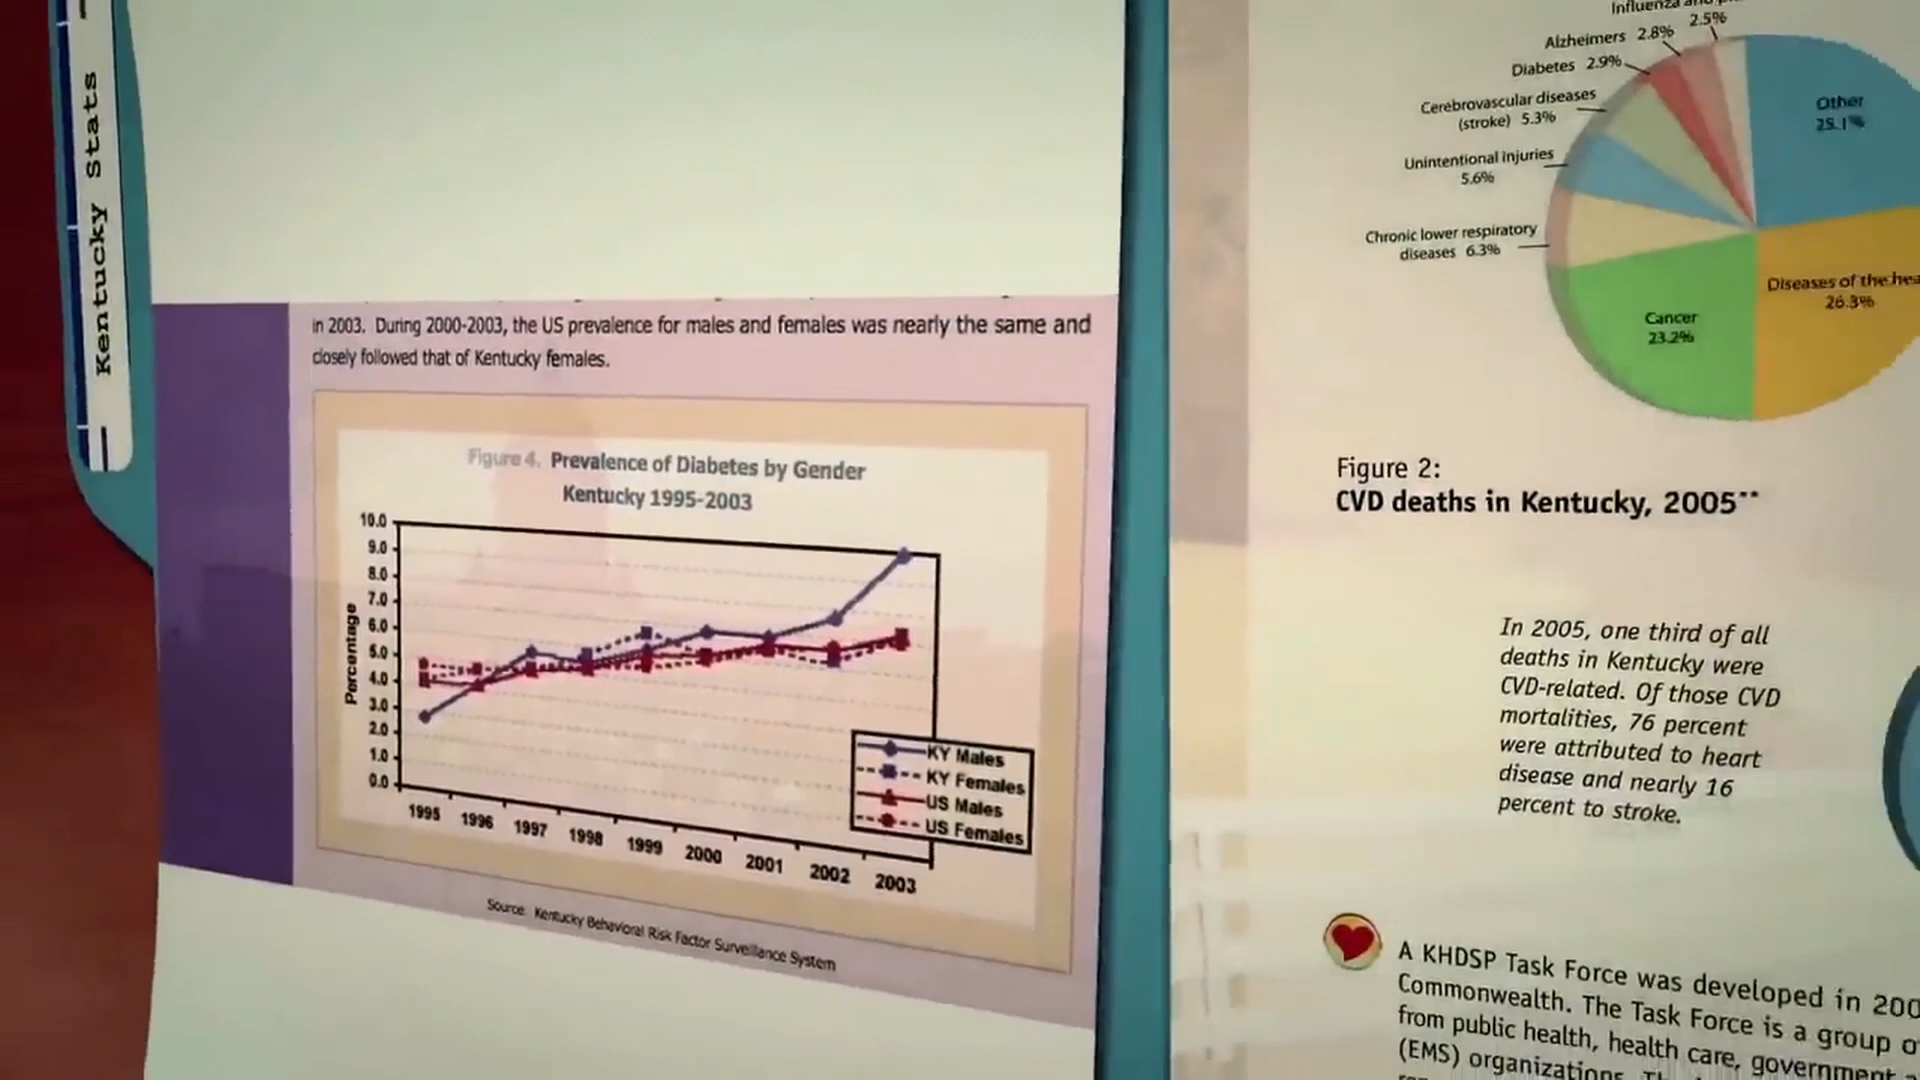 Kentucky Stats
in 2003. During 2000-2003, the US prevalence for males and females was nearly the same and
closely followed that of Kentucky females.
Figure 4. Prevalence of Diabetes by Gender
Kentucky 1995-2003
Percentage
10.0
9.0
8.0
7.0
6.0
5.0
4.0
3.0
2.0
1.0
0.0
1995 1996 1997 1998 1999 2000 2001 2002 2003
KY Males
KY Females
US Males
US Females
Source: Kentucky Behavioral Risk Factor Surveillance System
Influenza and
2.5%
Alzheimers 2.8%
Diabetes 2.9%
Cerebrovascular diseases
(stroke) 5.3%
Unintentional injuries
5.6%
Chronic lower respiratory
diseases 6.3%
Other
25.1%
Diseases of the
26.3%
Cancer
23.2%
Figure 2:
CVD deaths in Kentucky, 2005**
In 2005, one third of all
deaths in Kentucky were
CVD-related. Of those CVD
mortalities, 76 percent
were attributed to heart
disease and nearly 16
percent to stroke.
A KHDSP Task Force was developed in
Commonwealth. The Task Force is a group
from public health, health care, government
(EMS) organizations.